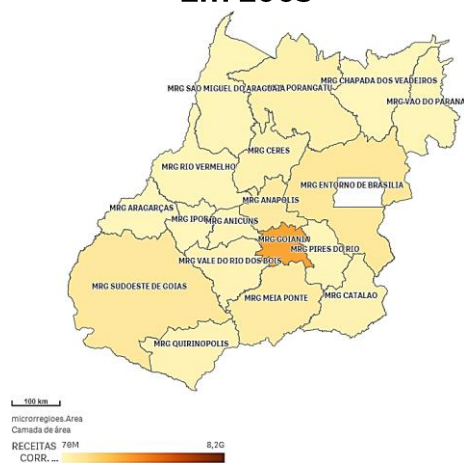 MRG CHAPADA DOS VEADEIROS
MRG SAO MIGUEL DO ARAGUAIA
PORANGATU
MRG VAO DO PARANA
MRG CERES
MRG RIO VERMELHO
MRG ENTORNO DE BRASILIA
MRG ANAPOLIS
MRG ARAGARÇAS
MRG IPORA
MRG ANICUNS
MRG GOIANIA
MRG PIRES DO RIO
MRG VALE DO RIO DOS BOIS
MRG SUDOESTE DE GOIAS
MRG MEIA PONTE
MRG CATALAO
MRG QUIRINOPOLIS
100 km
microrregioes.Area
Camada de área
RECEITAS 70M 8,2G
CORR. ...